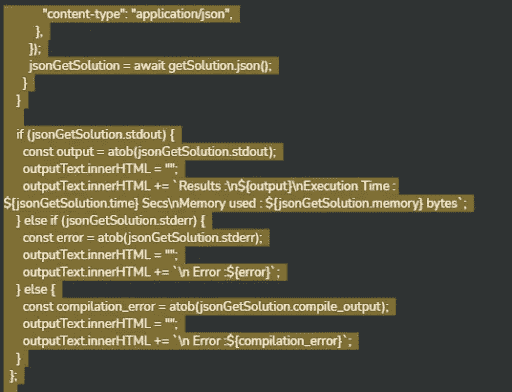 "content-type": "application/json",
},
});
jsonGetSolution = await getSolution.json();
}
}
if (jsonGetSolution.stdout) {
const output = atob(jsonGetSolution.stdout);
outputText.innerHTML = "";
outputText.innerHTML += `Results :\n${output}\nExecution Time :
${jsonGetSolution.time} Secs\nMemory used : ${jsonGetSolution.memory} bytes`;
} else if (jsonGetSolution.stderr) {
const error = atob(jsonGetSolution.stderr);
outputText.innerHTML = "";
outputText.innerHTML += `\n Error :${error}`;
} else {
const compilation_error = atob(jsonGetSolution.compile_output);
outputText.innerHTML = "";
outputText.innerHTML += `\n Error :${compilation_error}`;
}
};